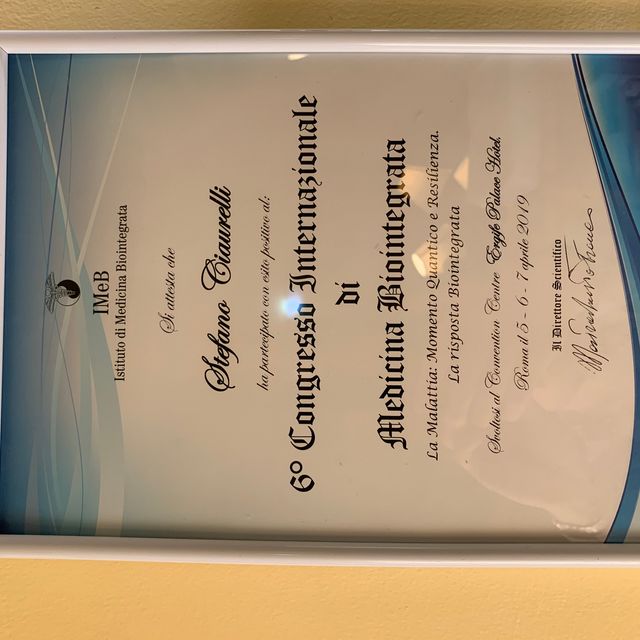 IMeB
Istituto di Medicina Biointegrata
Si attesta che
Stefano Ciaurelli
ha partecipato con esito positivo al:
6° Congresso Internazionale
di
Medicina Biointegrata
La Malattia: Momento Quantico e Resilienza.
La risposta Biointegrata
Svoltosi al Convention Centre Ergife Palace Hotel.
Roma il 5 - 6 - 7 aprile 2019
Il Direttore Scientifico